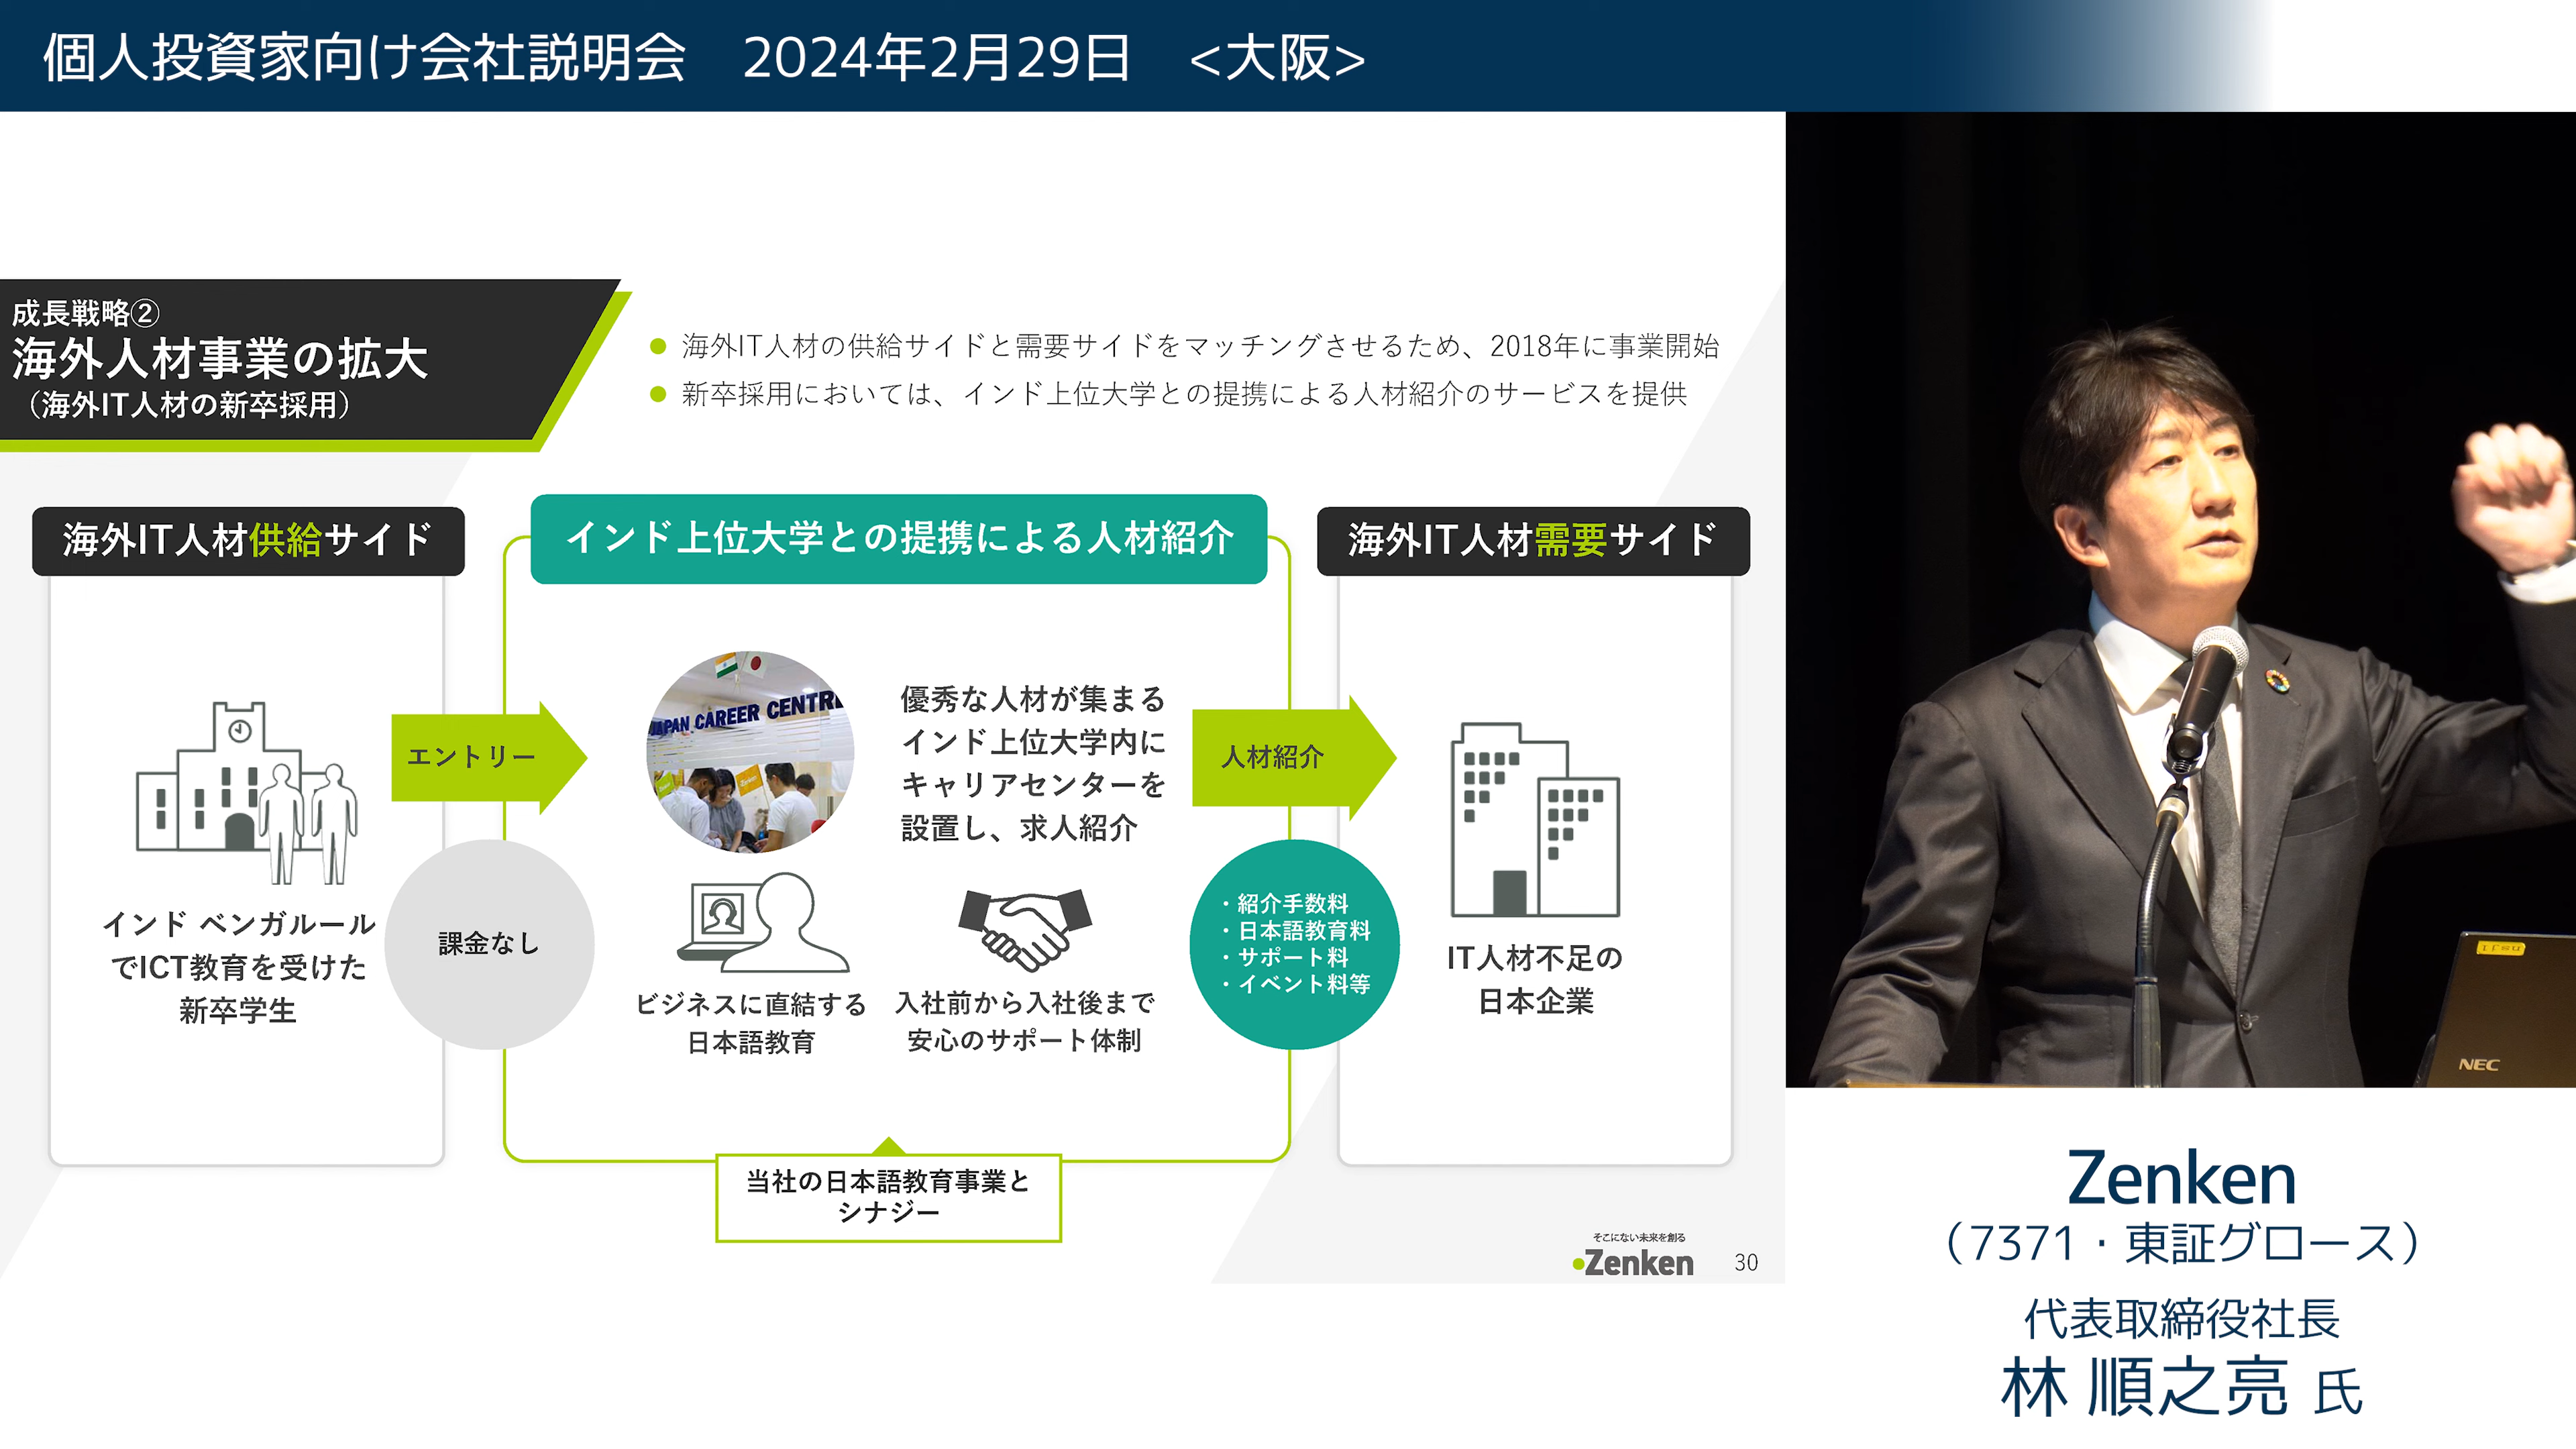 個人投資家向け会社説明会　2024年2月29日　<大阪>
成長戦略②
海外人材事業の拡大
（海外IT人材の新卒採用）
● 海外IT人材の供給サイドと需要サイドをマッチングさせるため、2018年に事業開始
● 新卒採用においては、インド上位大学との提携による人材紹介のサービスを提供
海外IT人材供給サイド
インド ベンガルール
でICT教育を受けた
新卒学生
エントリー
課金なし
インド上位大学との提携による人材紹介
JAPAN CAREER CENTRE
優秀な人材が集まる
インド上位大学内に
キャリアセンターを
設置し、求人紹介
ビジネスに直結する
日本語教育
入社前から入社後まで
安心のサポート体制
人材紹介
・紹介手数料
・日本語教育料
・サポート料
・イベント料等
海外IT人材需要サイド
IT人材不足の
日本企業
当社の日本語教育事業と
シナジー
そこにない未来を創る
Zenken
30
NEC
Zenken
（7371・東証グロース）
代表取締役社長
林 順之亮 氏